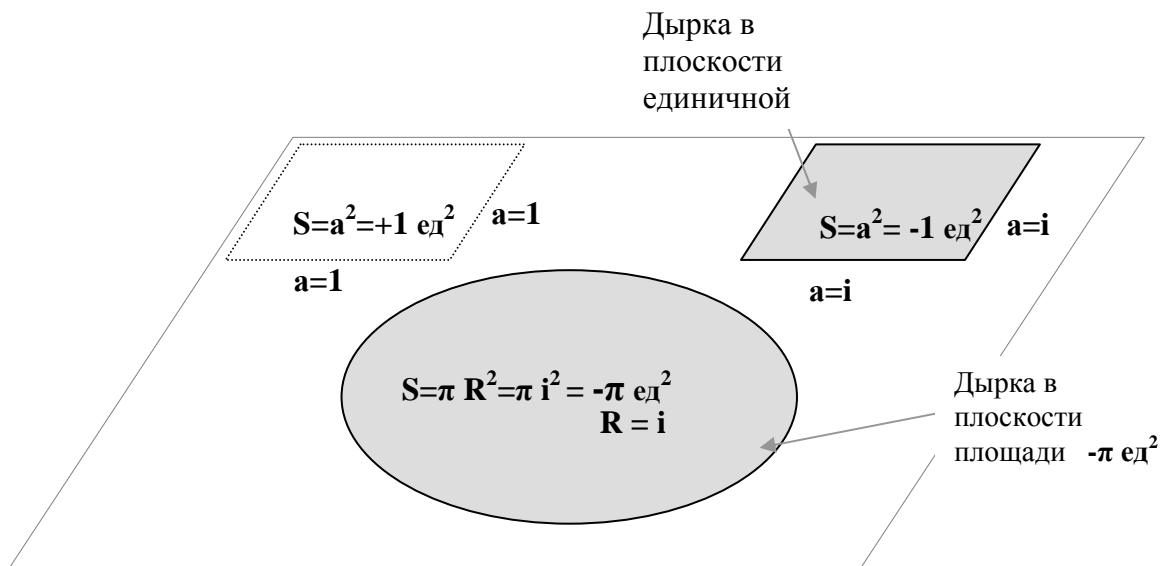 Дырка в
плоскости
единичной
S=a²=+1 ед²
a=1
a=1
S=a²= -1 ед²
a=i
a=i
S=π R²=π i² = -π ед²
R = i
Дырка в
плоскости
площади -π ед²